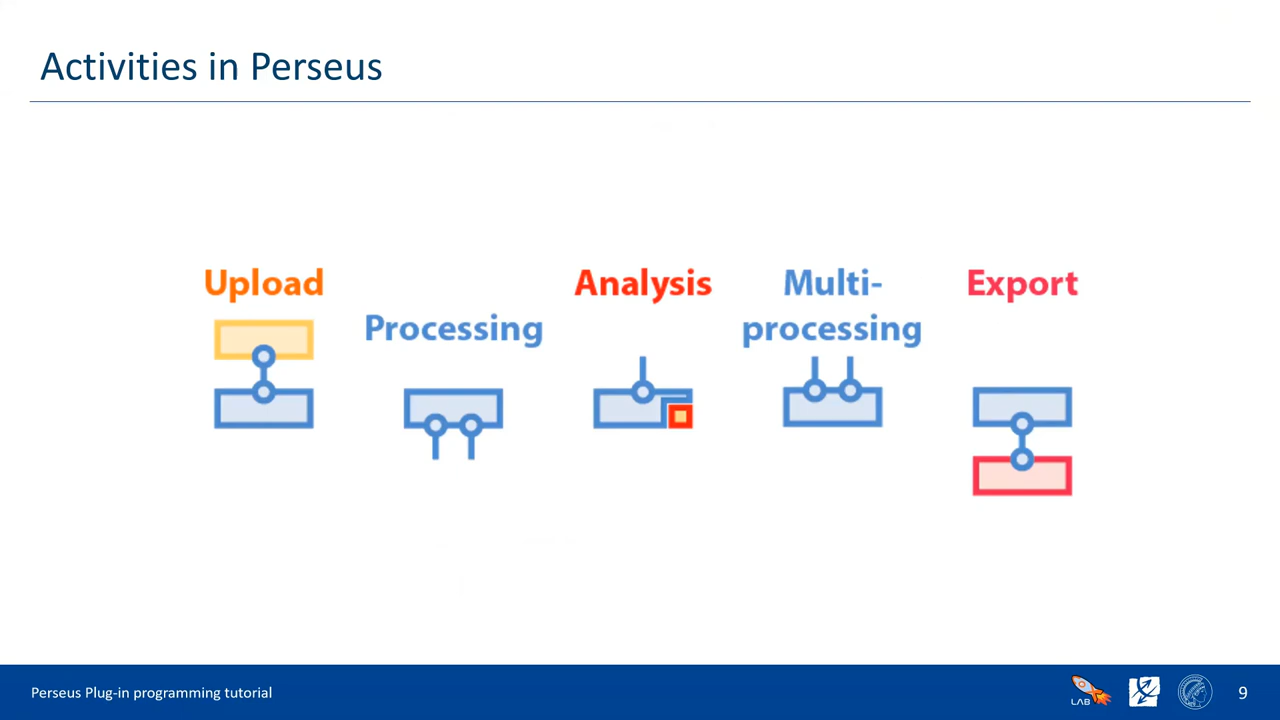 Activities in Perseus
Upload
Processing
Analysis
Multi-
processing
Export
Perseus Plug-in programming tutorial
LAB
9